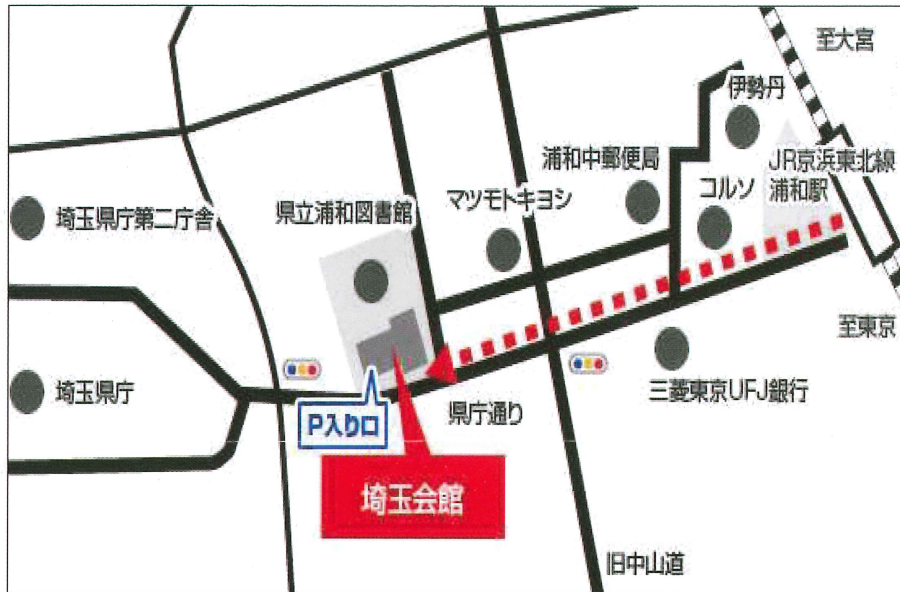 至大宮
伊勢丹
浦和中郵便局
JR京浜東北線
浦和駅
コルソ
マツモトキヨシ
県立浦和図書館
埼玉県庁第二庁舎
至東京
三菱東京UFJ銀行
埼玉県庁
県庁通り
P入り口
埼玉会館
旧中山道